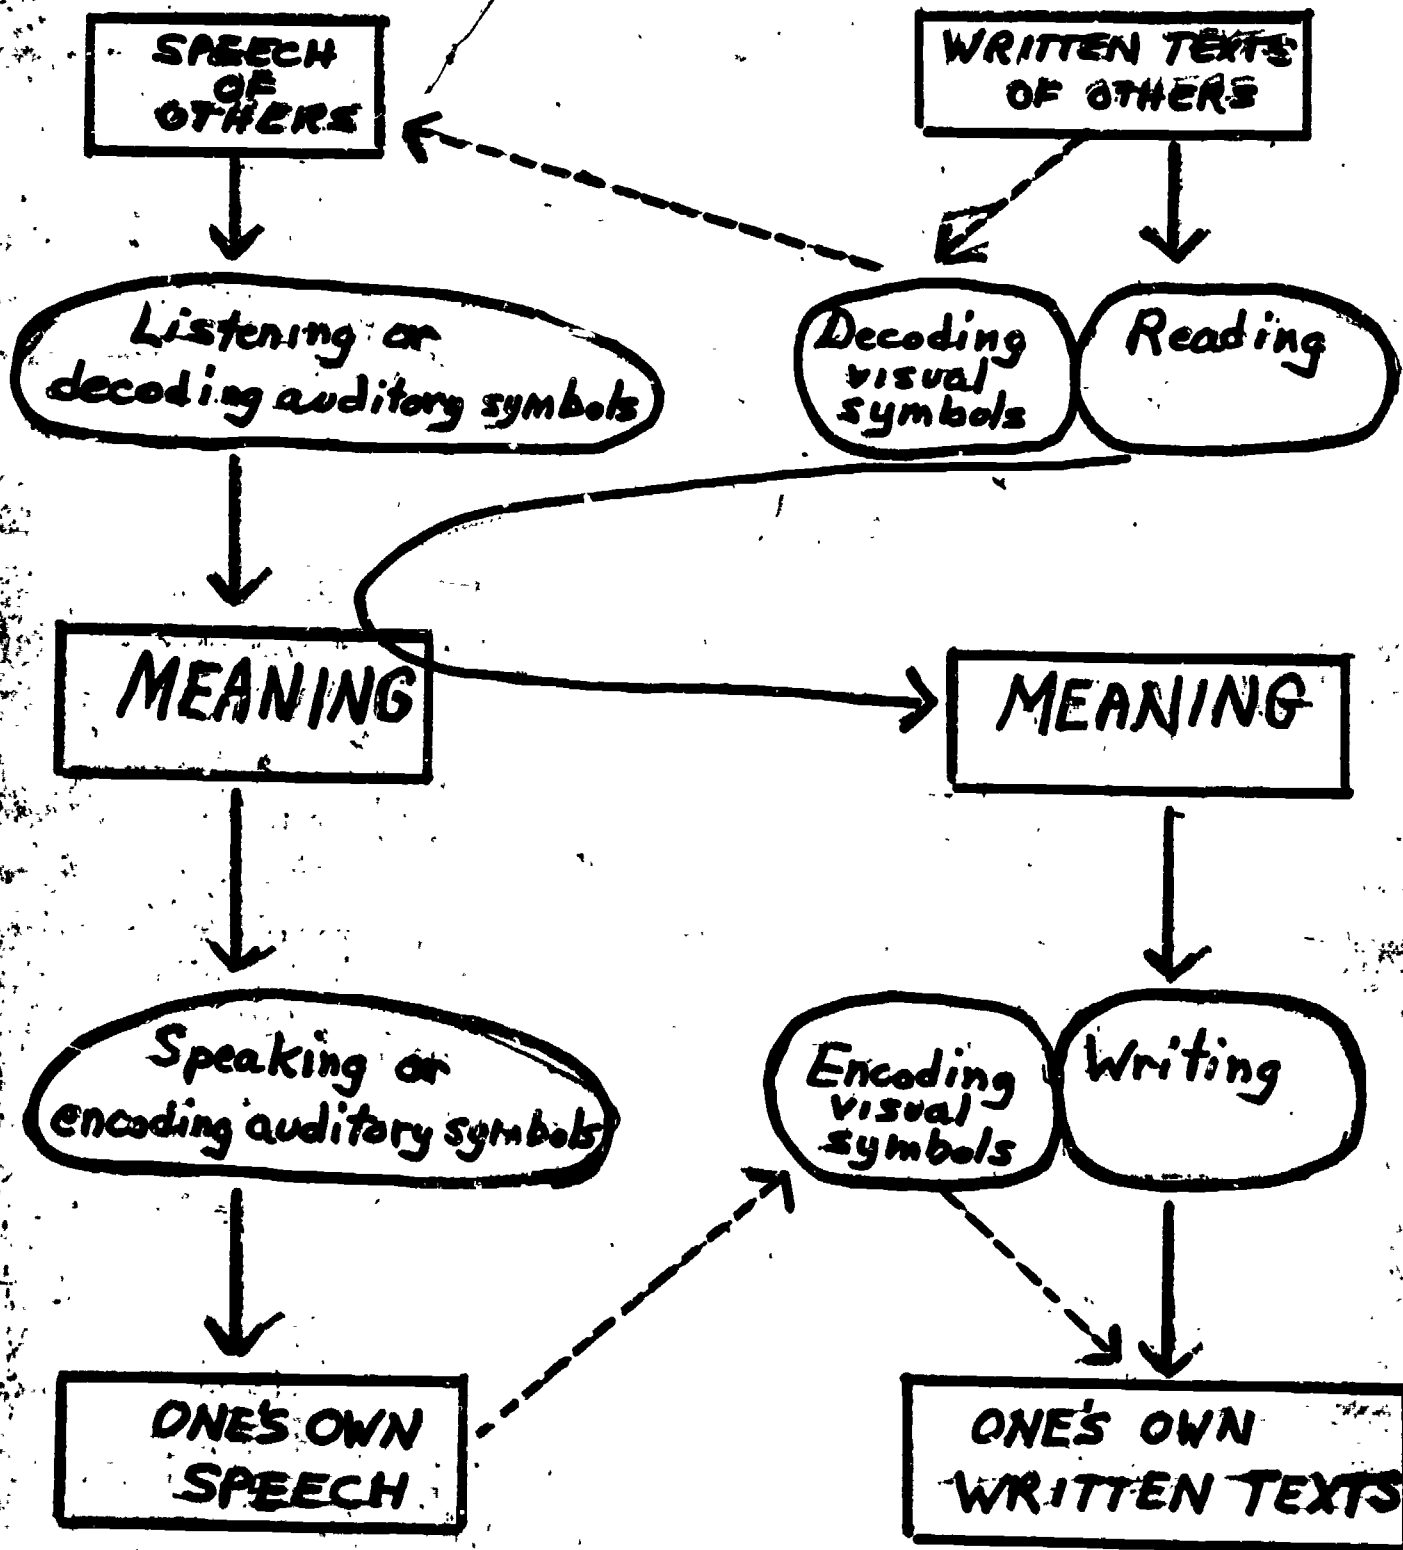 SPEECH
OF
OTHERS
WRITTEN TEXTS
OF OTHERS
Listening or
decoding auditory symbols
Decoding
visual
symbols
Reading
MEANING
MEANING
Speaking or
encoding auditory symbols
Encoding
visual
symbols
Writing
ONE'S OWN
SPEECH
ONE'S OWN
WRITTEN TEXTS